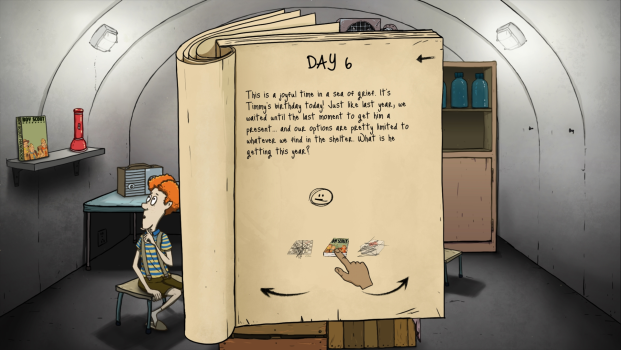 DAY 6
This is a joyful time in a sea of grief. It's
Timmy's birthday today! Just like last year, we
waited until the last moment to get him a
present... and our options are pretty limited to
whatever we find in the shelter. What is he
getting this year?
BOY SCOUT